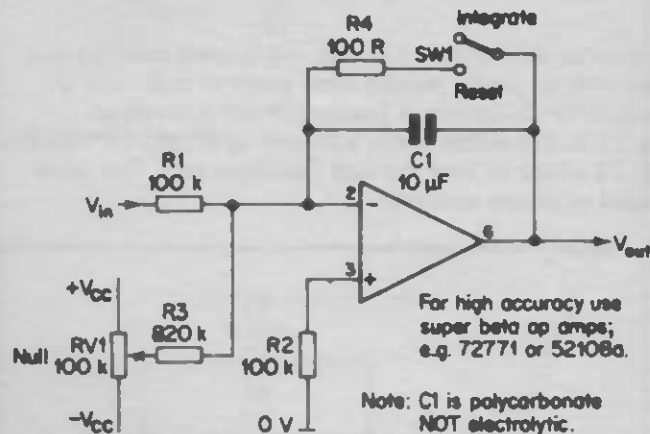 Integrate
R4
100 R
SW1
Reset
C1
10 µF
R1
100 k
Vin
2
-
6
Vout
3
+
+VCC
R3
820 k
Null
RV1
100 k
R2
100 k
-VCC
0 V
For high accuracy use
super beta op amps;
e.g. 72771 or 52108a.
Note: C1 is polycarbonate
NOT electrolytic.